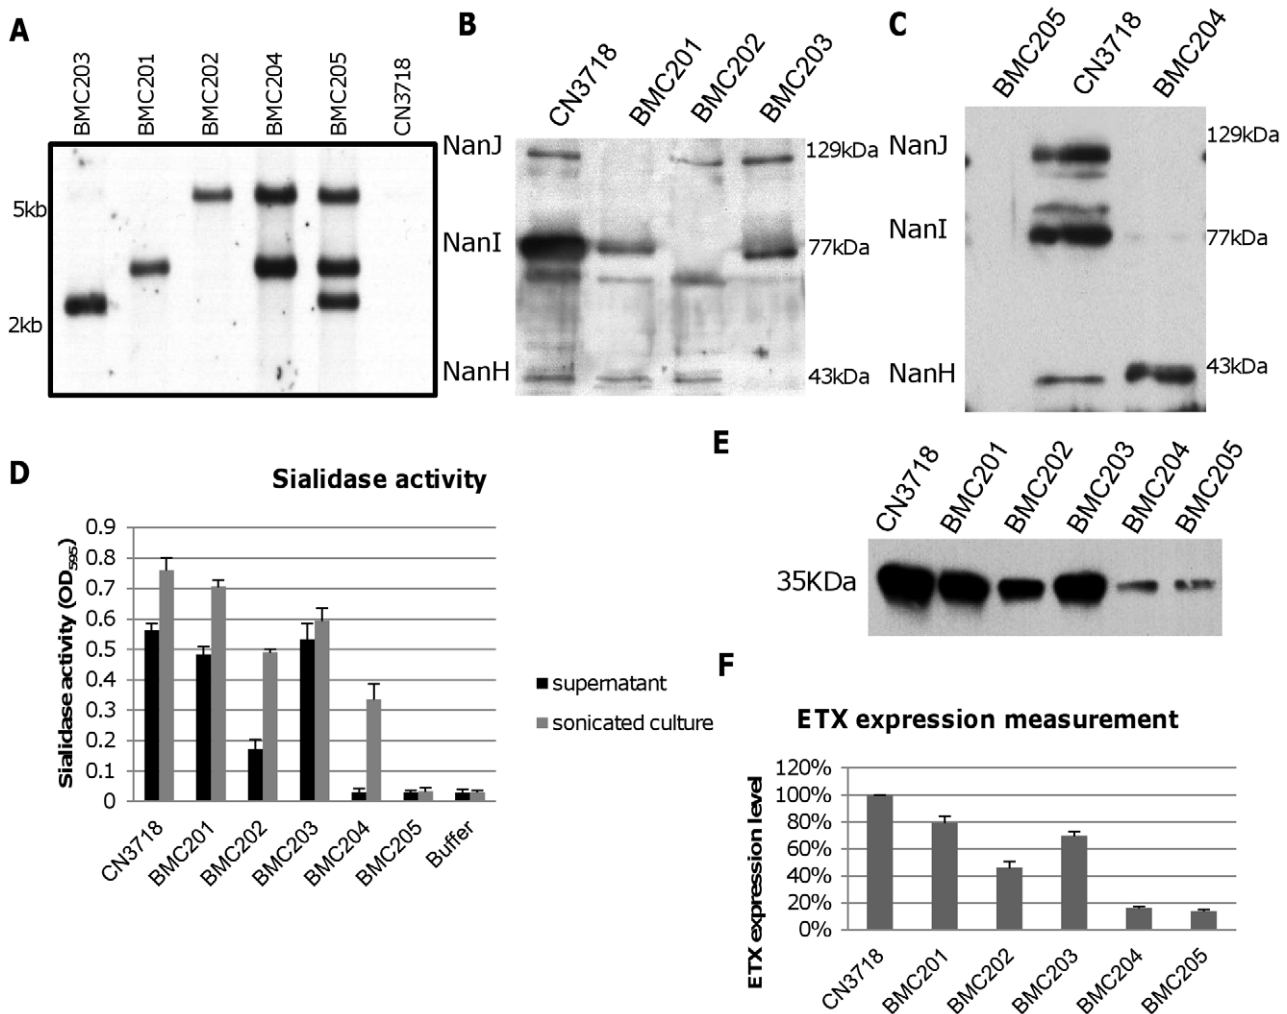 A
BMC203
BMC201
BMC202
BMC204
BMC205
CN3718
5kb
2kb
B
CN3718
BMC201
BMC202
BMC203
NanJ
NanI
NanH
129kDa
77kDa
43kDa
C
BMC205
CN3718
BMC204
NanJ
NanI
NanH
129kDa
77kDa
43kDa
D
Sialidase activity
Sialidase activity (OD595)
0.9
0.8
0.7
0.6
0.5
0.4
0.3
0.2
0.1
0
CN3718
BMC201
BMC202
BMC203
BMC204
BMC205
Buffer
supernatant
sonicated culture
E
CN3718
BMC201
BMC202
BMC203
BMC204
BMC205
35KDa
F
ETX expression measurement
ETX expression level
120%
100%
80%
60%
40%
20%
0%
CN3718
BMC201
BMC202
BMC203
BMC204
BMC205